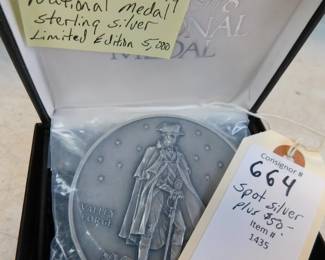 national medal
sterling silver
Limited Edition 5,000
NATIONAL
MEDAL
VALLEY
FORGE
Consignor #
664
Spot silver
plus $50-
Item #
1435